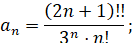 aₙ = (2n + 1)!! / (3ⁿ · n!);